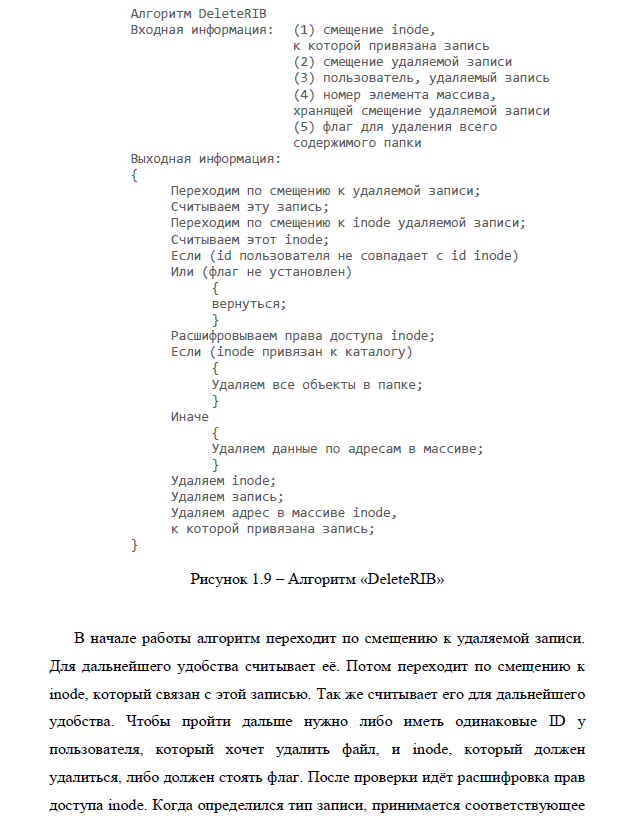 Алгоритм DeleteRIB
Входная информация: (1) смещение inode,
к которой привязана запись
(2) смещение удаляемой записи
(3) пользователь, удаляемый запись
(4) номер элемента массива,
хранящей смещение удаляемой записи
(5) флаг для удаления всего
содержимого папки
Выходная информация:
{
Переходим по смещению к удаляемой записи;
Считываем эту запись;
Переходим по смещению к inode удаляемой записи;
Считываем этот inode;
Если (id пользователя не совпадает с id inode)
Или (флаг не установлен)
{
вернуться;
}
Расшифровываем права доступа inode;
Если (inode привязан к каталогу)
{
Удаляем все объекты в папке;
}
Иначе
{
Удаляем данные по адресам в массиве;
}
Удаляем inode;
Удаляем запись;
Удаляем адрес в массиве inode,
к которой привязана запись;
}
Рисунок 1.9 – Алгоритм «DeleteRIB»
В начале работы алгоритм переходит по смещению к удаляемой записи.
Для дальнейшего удобства считывает её. Потом переходит по смещению к
inode, который связан с этой записью. Так же считывает его для дальнейшего
удобства. Чтобы пройти дальше нужно либо иметь одинаковые ID у
пользователя, который хочет удалить файл, и inode, который должен
удалиться, либо должен стоять флаг. После проверки идёт расшифровка прав
доступа inode. Когда определился тип записи, принимается соответствующее